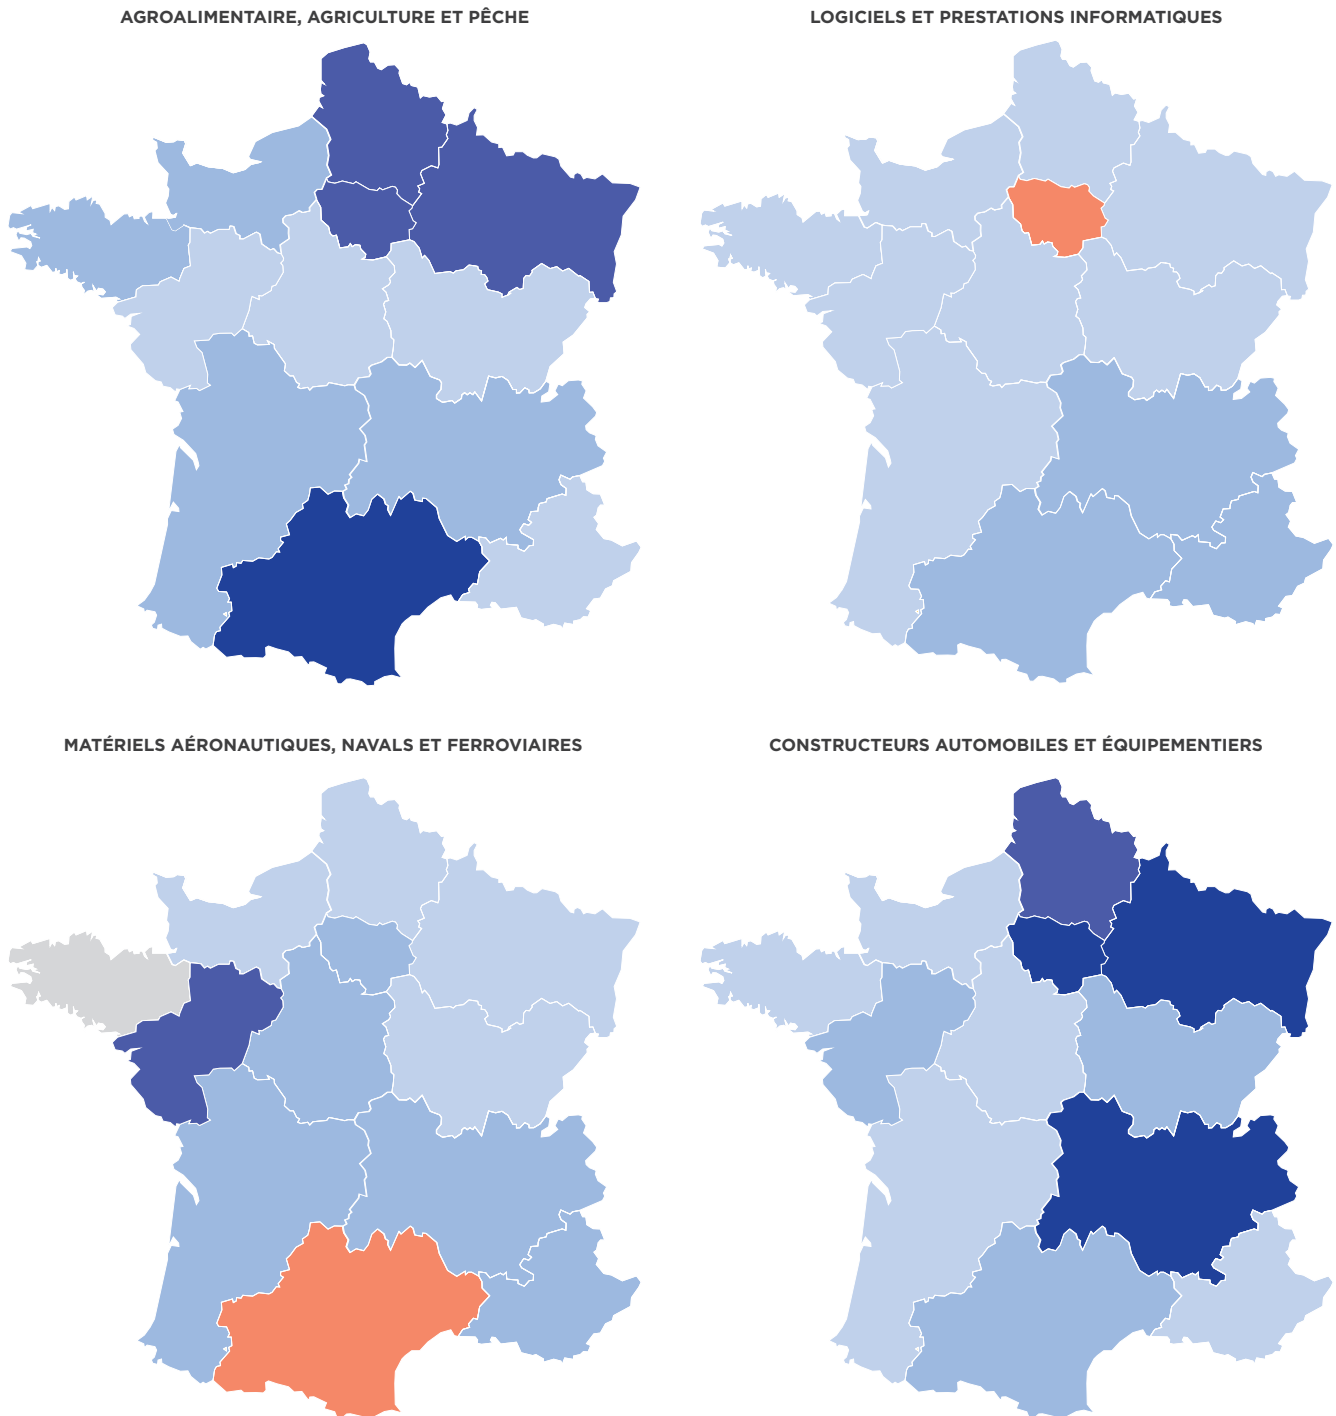 AGROALIMENTAIRE, AGRICULTURE ET PÊCHE
LOGICIELS ET PRESTATIONS INFORMATIQUES
MATÉRIELS AÉRONAUTIQUES, NAVALS ET FERROVIAIRES
CONSTRUCTEURS AUTOMOBILES ET ÉQUIPEMENTIERS